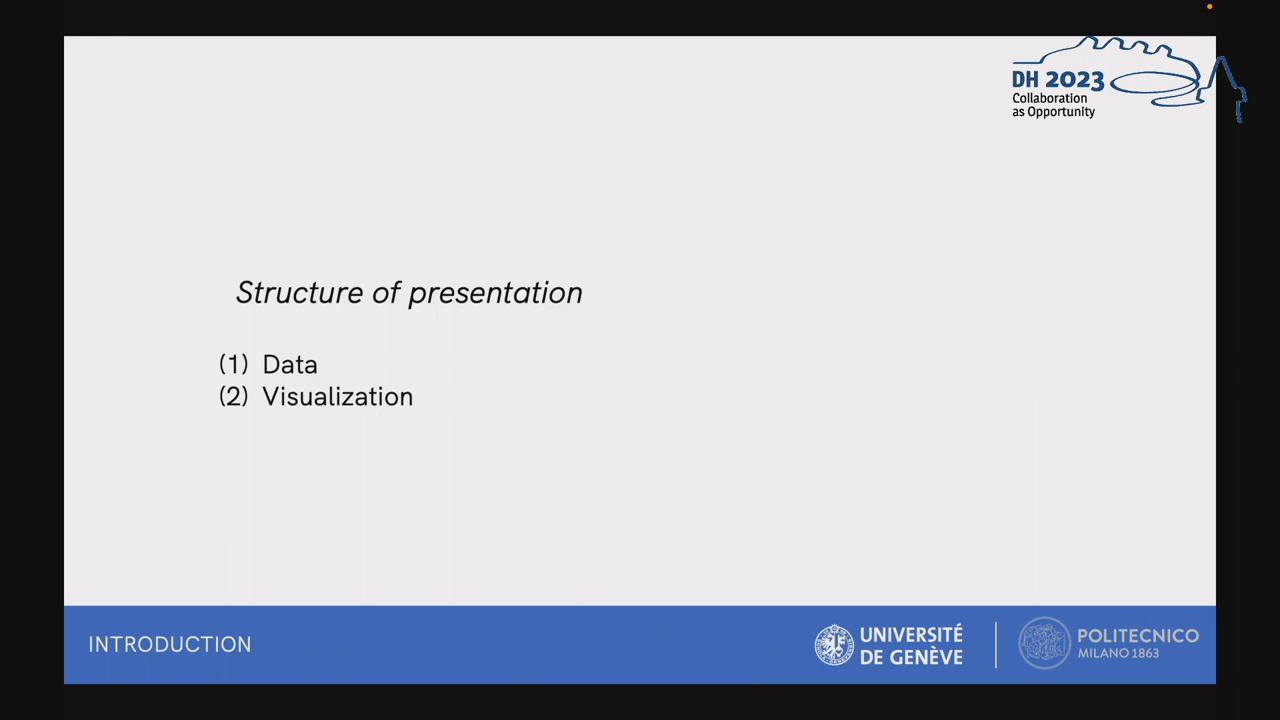 DH 2023
Collaboration
as Opportunity
Structure of presentation
(1) Data
(2) Visualization
INTRODUCTION
UNIVERSITÉ
DE GENÈVE
POLITECNICO
MILANO 1863